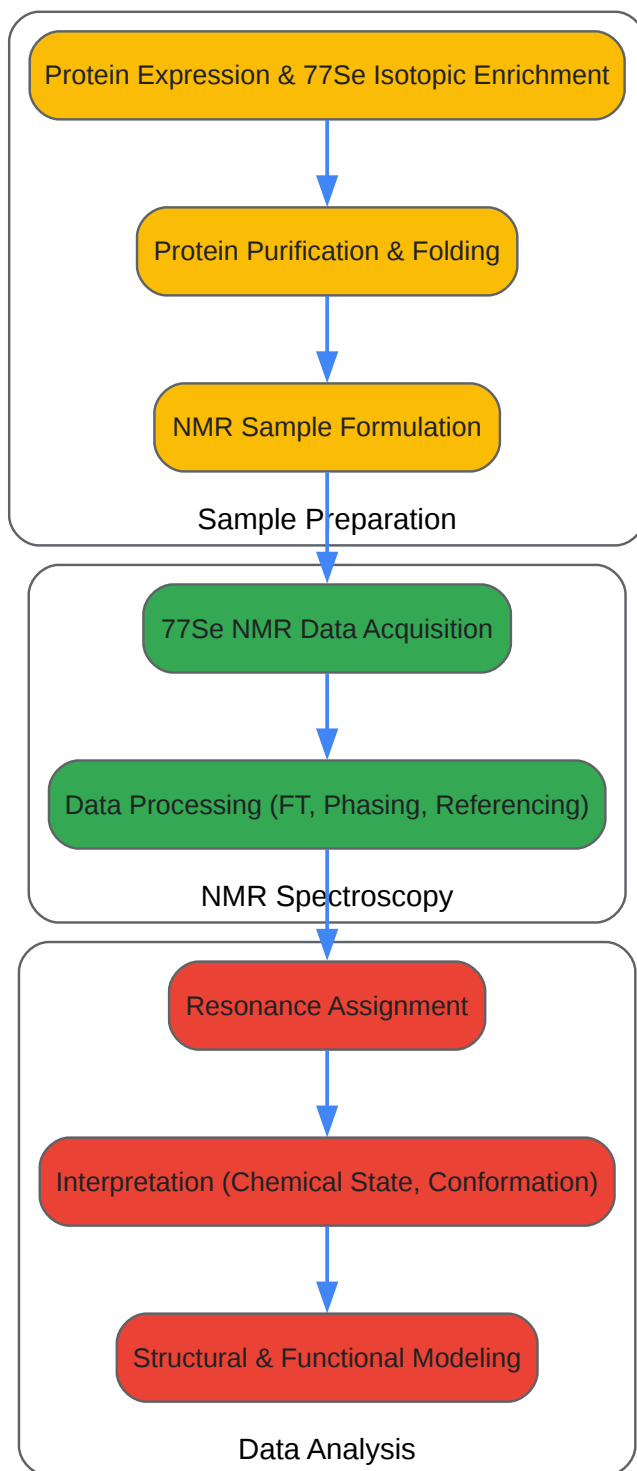 Protein Expression & 77Se Isotopic Enrichment
Protein Purification & Folding
NMR Sample Formulation
Sample Preparation
77Se NMR Data Acquisition
Data Processing (FT, Phasing, Referencing)
NMR Spectroscopy
Resonance Assignment
Interpretation (Chemical State, Conformation)
Structural & Functional Modeling
Data Analysis